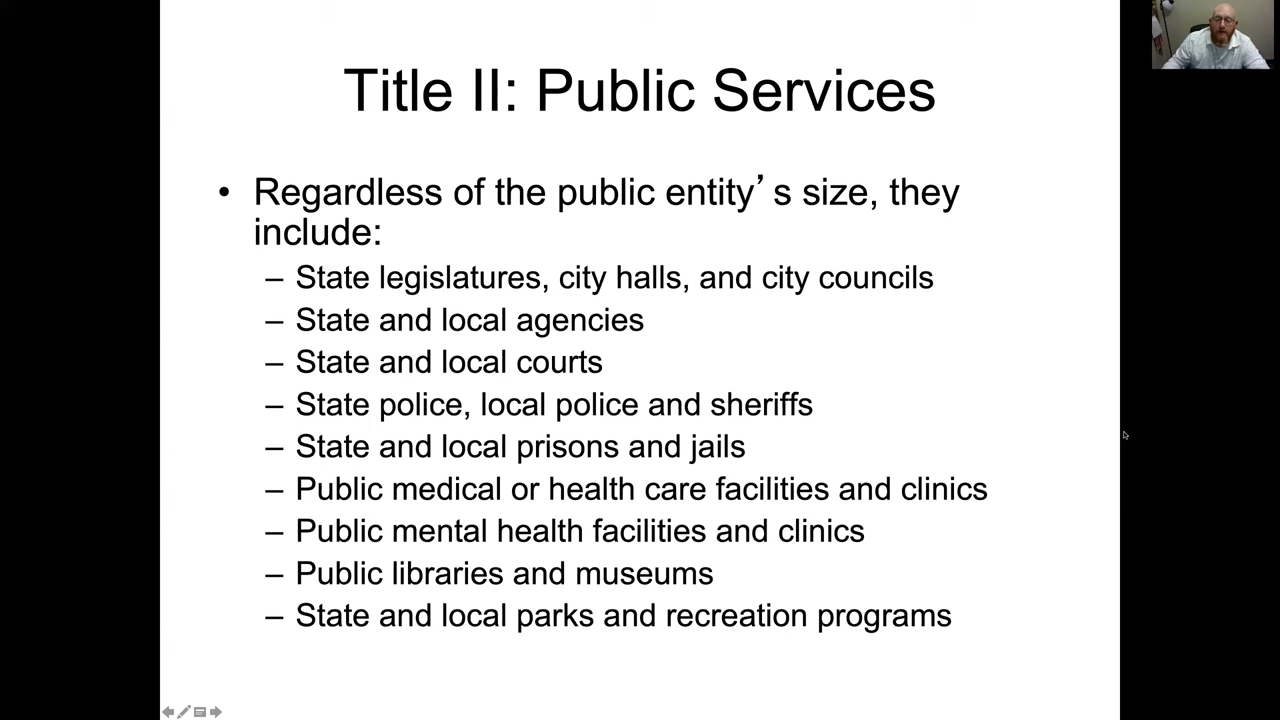 Title II: Public Services
• Regardless of the public entity’s size, they
include:
– State legislatures, city halls, and city councils
– State and local agencies
– State and local courts
– State police, local police and sheriffs
– State and local prisons and jails
– Public medical or health care facilities and clinics
– Public mental health facilities and clinics
– Public libraries and museums
– State and local parks and recreation programs